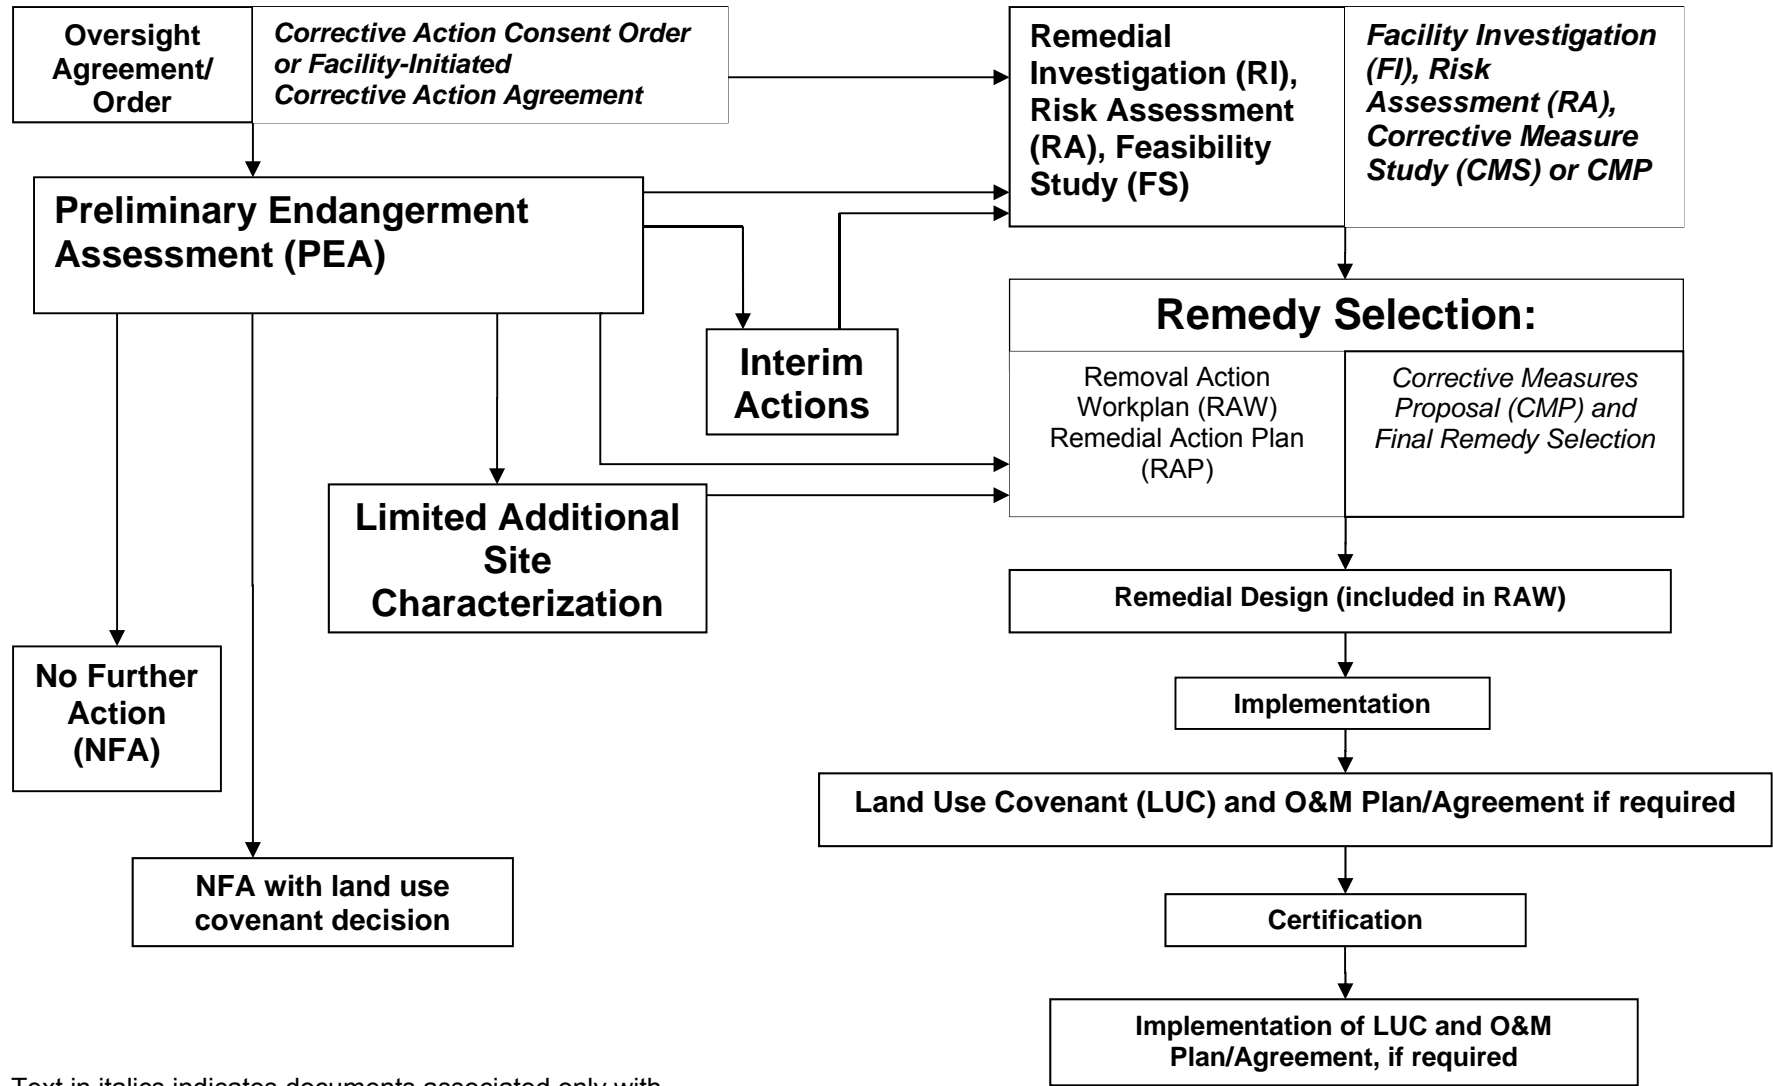 Oversight
Agreement/
Order
Corrective Action Consent Order
or Facility-Initiated
Corrective Action Agreement
Remedial
Investigation (RI),
Risk Assessment
(RA), Feasibility
Study (FS)
Facility Investigation
(FI), Risk
Assessment (RA),
Corrective Measure
Study (CMS) or CMP
Preliminary Endangerment
Assessment (PEA)
Interim
Actions
Remedy Selection:
Removal Action
Workplan (RAW)
Remedial Action Plan
(RAP)
Corrective Measures
Proposal (CMP) and
Final Remedy Selection
Limited Additional
Site
Characterization
Remedial Design (included in RAW)
No Further
Action
(NFA)
Implementation
Land Use Covenant (LUC) and O&M Plan/Agreement if required
NFA with land use
covenant decision
Certification
Implementation of LUC and O&M
Plan/Agreement, if required
Text in italics indicates documents associated only with